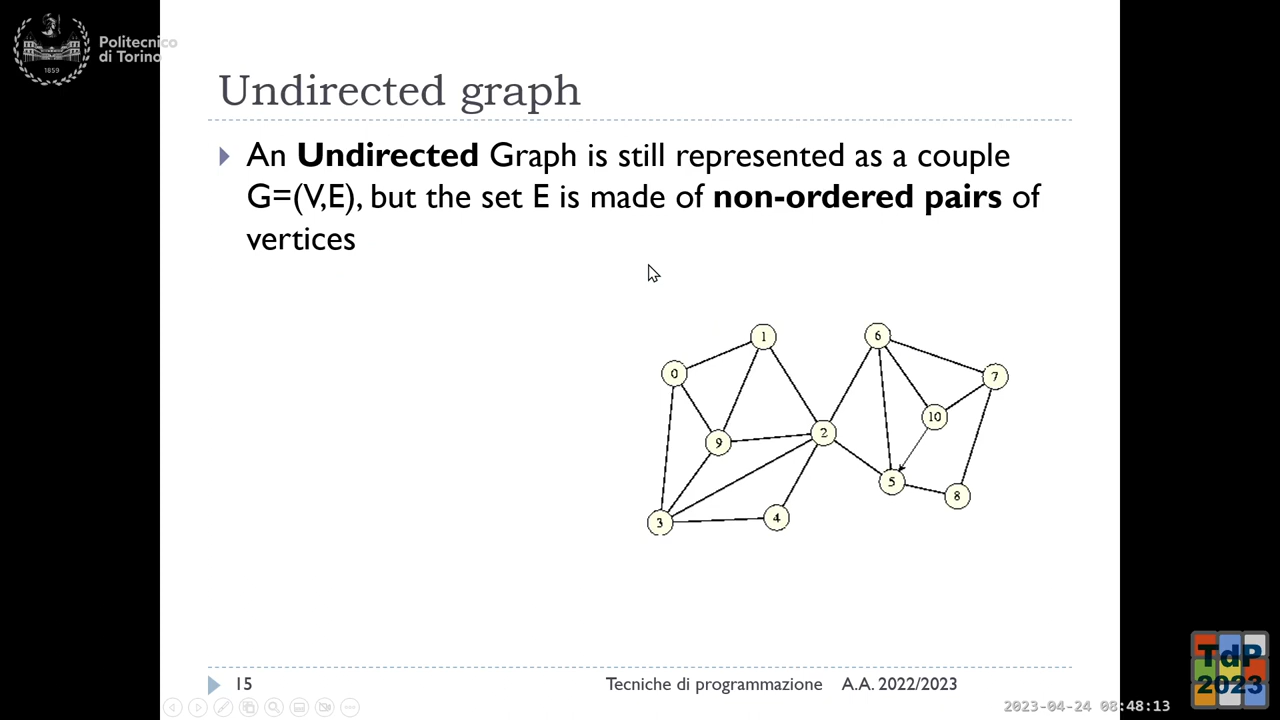 Politecnico
di Torino
1859
Undirected graph
An Undirected Graph is still represented as a couple
G=(V,E), but the set E is made of non-ordered pairs of
vertices
1
6
0
7
10
2
9
5
8
4
3
15
Tecniche di programmazione A.A. 2022/2023
TdP
2023
2023-04-24 08:48:13